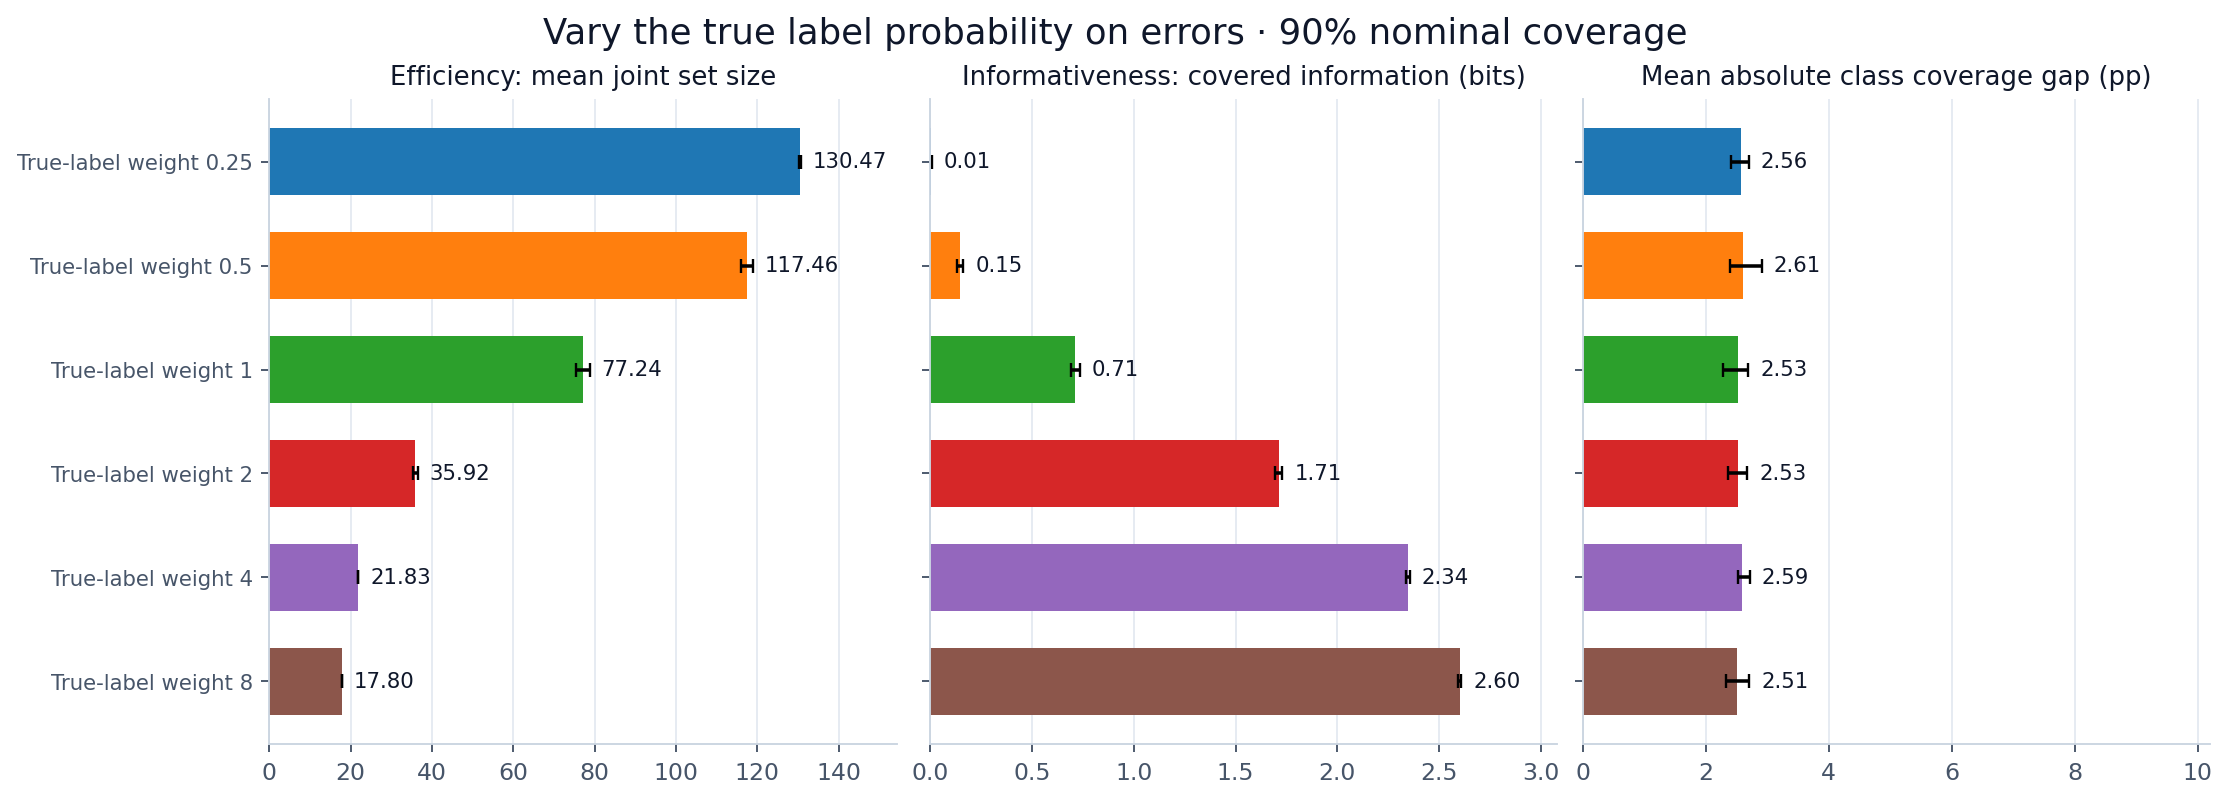 Vary the true label probability on errors · 90% nominal coverage
Efficiency: mean joint set size
True-label weight 0.25
130.47
True-label weight 0.5
117.46
True-label weight 1
77.24
True-label weight 2
35.92
True-label weight 4
21.83
True-label weight 8
17.80
0 20 40 60 80 100 120 140
Informativeness: covered information (bits)
0.01
0.15
0.71
1.71
2.34
2.60
0.0 0.5 1.0 1.5 2.0 2.5 3.0
Mean absolute class coverage gap (pp)
2.56
2.61
2.53
2.53
2.59
2.51
0 2 4 6 8 10